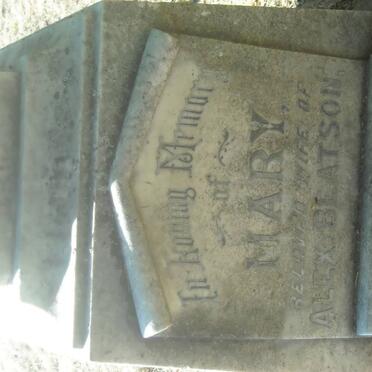 In Loving Memory
of
MARY,
BELOVED WIFE OF
ALEX. BEATSON,